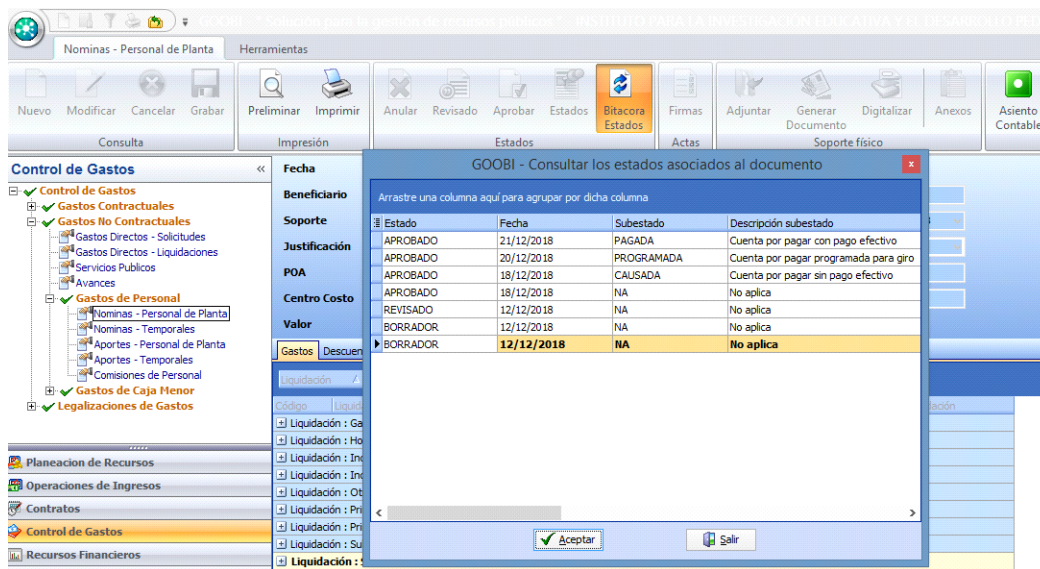 GOOBI - " Solución para la gestión de recursos públicos " - INSTITUTO PARA LA INVESTIGACIÓN EDUCATIVA Y EL DESARROLLO PE
Nominas - Personal de Planta
Herramientas
Nuevo Modificar Cancelar Grabar
Preliminar Imprimir
Anular Revisado Aprobar Estados Bitacora Estados
Firmas
Adjuntar Generar Documento Digitalizar
Anexos
Asiento Contable
Consulta
Impresión
Estados
Actas
Soporte físico
Control de Gastos «
Control de Gastos
Gastos Contractuales
Gastos No Contractuales
Gastos Directos - Solicitudes
Gastos Directos - Liquidaciones
Servicios Publicos
Avances
Gastos de Personal
Nominas - Personal de Planta
Nominas - Temporales
Aportes - Personal de Planta
Aportes - Temporales
Comisiones de Personal
Gastos de Caja Menor
Legalizaciones de Gastos
Planeacion de Recursos
Operaciones de Ingresos
Contratos
Control de Gastos
Recursos Financieros
Fecha
Beneficiario
Soporte
Justificación
POA
Centro Costo
Valor
Gastos Descuen
Liquidación
Código Liquid
Liquidación : Ga
Liquidación : Ho
Liquidación : Inc
Liquidación : Inc
Liquidación : Ot
Liquidación : Pri
Liquidación : Pri
Liquidación : Su
Liquidación :
GOOBI - Consultar los estados asociados al documento x
Arrastre una columna aquí para agrupar por dicha columna
Estado Fecha Subestado Descripción subestado
APROBADO 21/12/2018 PAGADA Cuenta por pagar con pago efectivo
APROBADO 20/12/2018 PROGRAMADA Cuenta por pagar programada para giro
APROBADO 18/12/2018 CAUSADA Cuenta por pagar sin pago efectivo
APROBADO 18/12/2018 NA No aplica
REVISADO 12/12/2018 NA No aplica
BORRADOR 12/12/2018 NA No aplica
BORRADOR 12/12/2018 NA No aplica
Aceptar
Salir